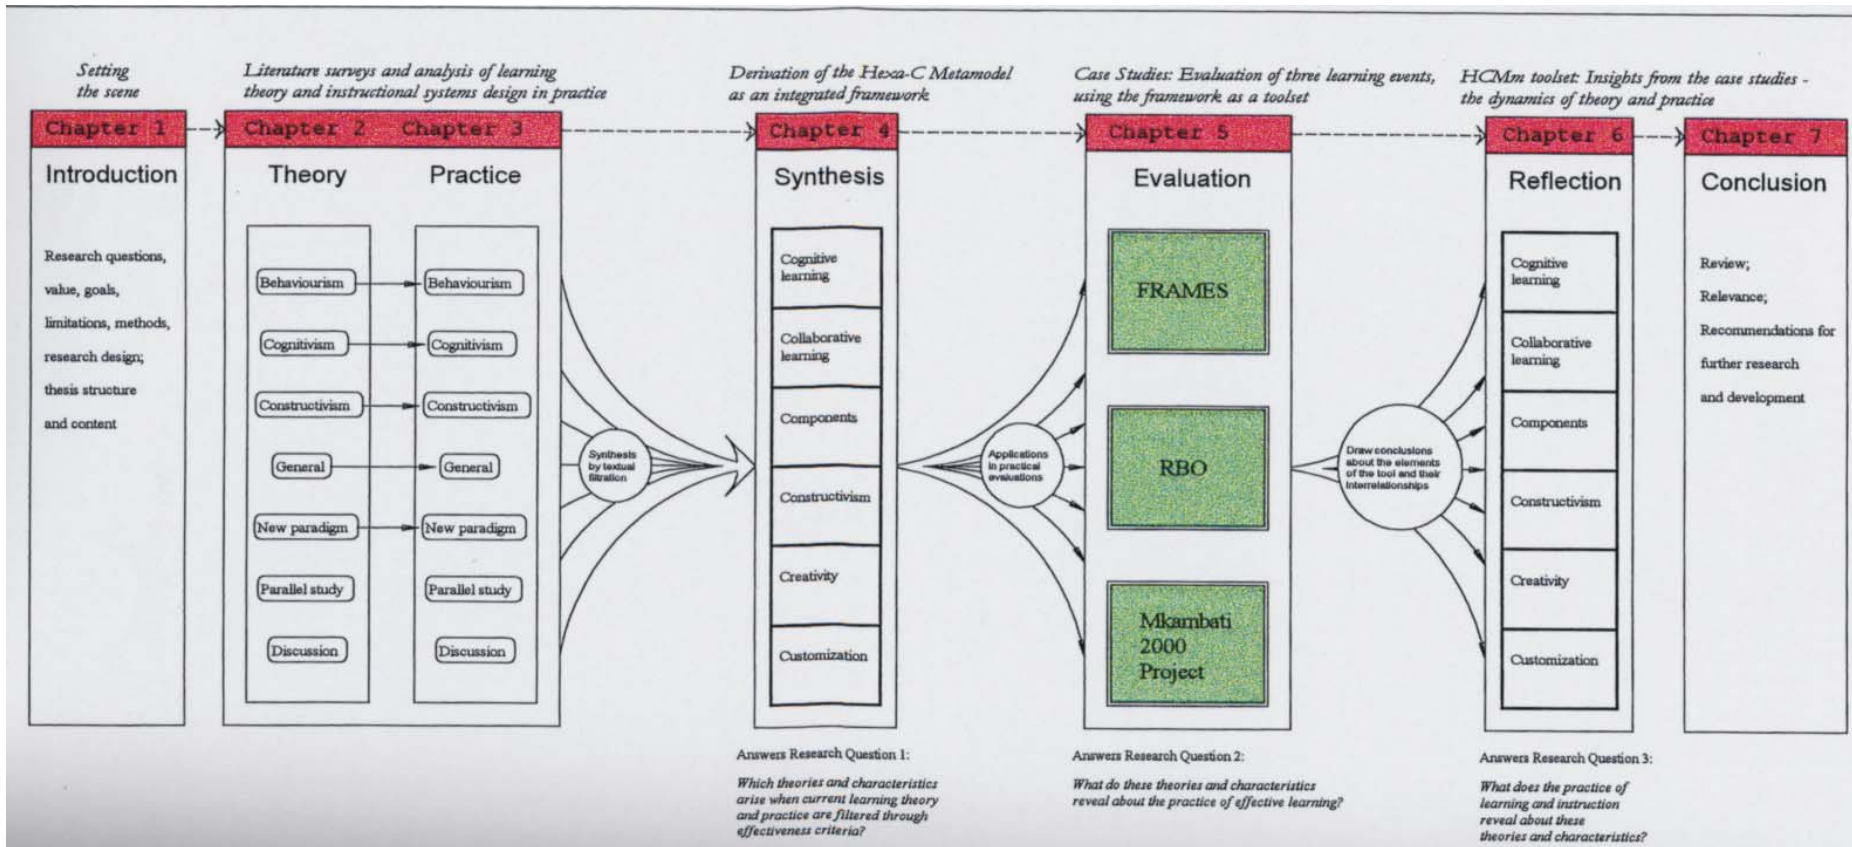 Setting
the scene
Literature surveys and analysis of learning
theory and instructional systems design in practice
Derivation of the Hexa-C Metamodel
as an integrated framework
Case Studies: Evaluation of three learning events,
using the framework as a toolset
HCMm toolset: Insights from the case studies -
the dynamics of theory and practice
Chapter 1
Chapter 2
Chapter 3
Chapter 4
Chapter 5
Chapter 6
Chapter 7
Introduction
Theory
Practice
Synthesis
Evaluation
Reflection
Conclusion
Research questions,
value, goals,
limitations, methods,
research design;
thesis structure
and content
Behaviourism
Cognitivism
Constructivism
General
New paradigm
Parallel study
Discussion
Behaviourism
Cognitivism
Constructivism
General
New paradigm
Parallel study
Discussion
Synthesis
by textual
filtration
Cognitive
learning
Collaborative
learning
Components
Constructivism
Creativity
Customization
Applications
in practical
evaluations
FRAMES
RBO
Mkambati
2000
Project
Draw conclusions
about the elements
of the tool and their
interrelationships
Cognitive
learning
Collaborative
learning
Components
Constructivism
Creativity
Customization
Review;
Relevance;
Recommendations for
further research
and development
Answers Research Question 1:
Which theories and characteristics
arise when current learning theory
and practice are filtered through
effectiveness criteria?
Answers Research Question 2:
What do these theories and characteristics
reveal about the practice of effective learning?
Answers Research Question 3:
What does the practice of
learning and instruction
reveal about these
theories and characteristics?